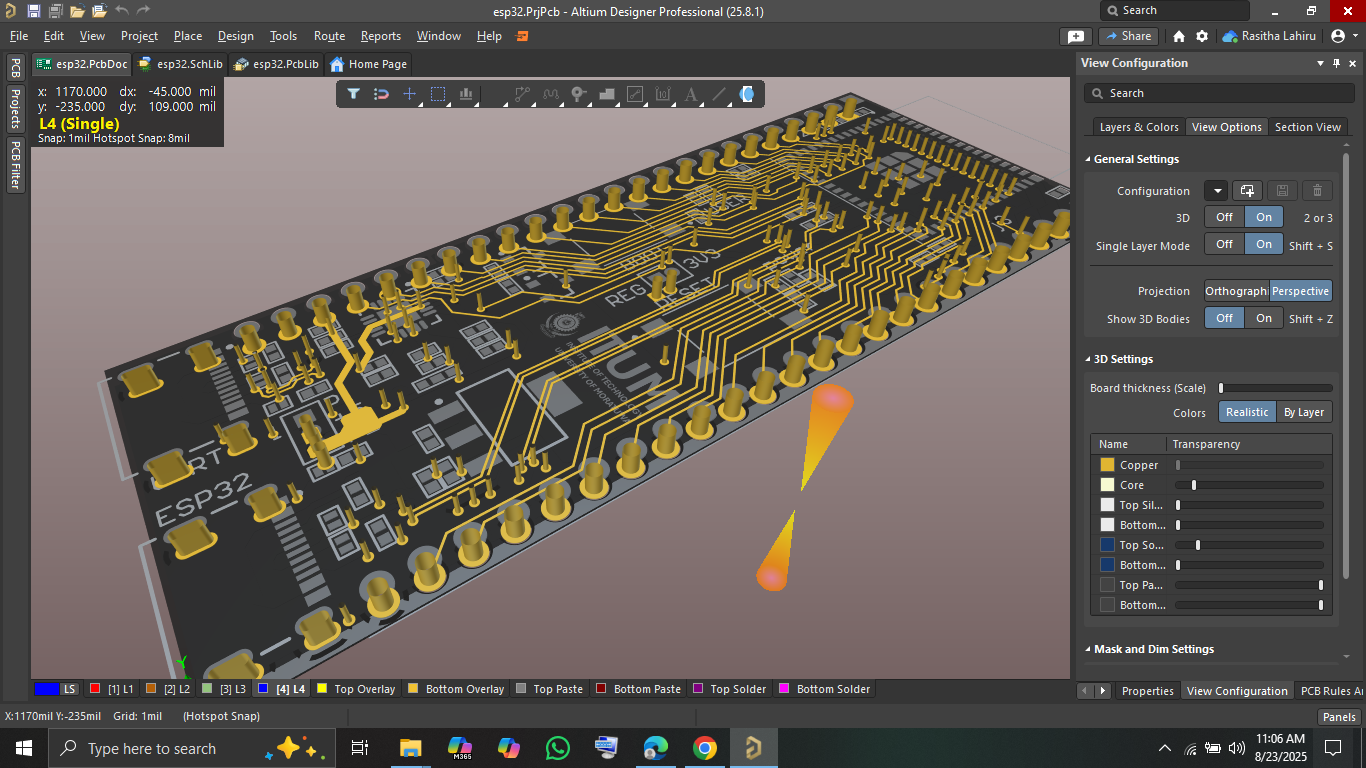 esp32.PrjPcb - Altium Designer Professional (25.8.1)
Search
File Edit View Project Place Design Tools Route Reports Window Help
Share
Rasitha Lahiru
esp32.PcbDoc esp32.SchLib esp32.PcbLib Home Page
PCB
Projects
PCB Filter
x: 1170.000 dx: -45.000 mil
y: -235.000 dy: 109.000 mil
L4 (Single)
Snap: 1mil Hotspot Snap: 8mil
View Configuration
Search
Layers & Colors View Options Section View
General Settings
Configuration
3D Off On 2 or 3
Single Layer Mode Off On Shift + S
Projection Orthographi Perspective
Show 3D Bodies Off On Shift + Z
3D Settings
Board thickness (Scale)
Colors Realistic By Layer
Name Transparency
Copper
Core
Top Sil...
Bottom...
Top So...
Bottom...
Top Pa...
Bottom...
Mask and Dim Settings
3V3
ITUM
INSTITUTE OF TECHNOLOGY
UNIVERSITY OF MORATUWA
ESP32
LS [1] L1 [2] L2 [3] L3 [4] L4 Top Overlay Bottom Overlay Top Paste Bottom Paste Top Solder Bottom Solder
Properties View Configuration PCB Rules A
X:1170mil Y:-235mil Grid: 1mil (Hotspot Snap)
Panels
Type here to search
M365
11:06 AM
8/23/2025